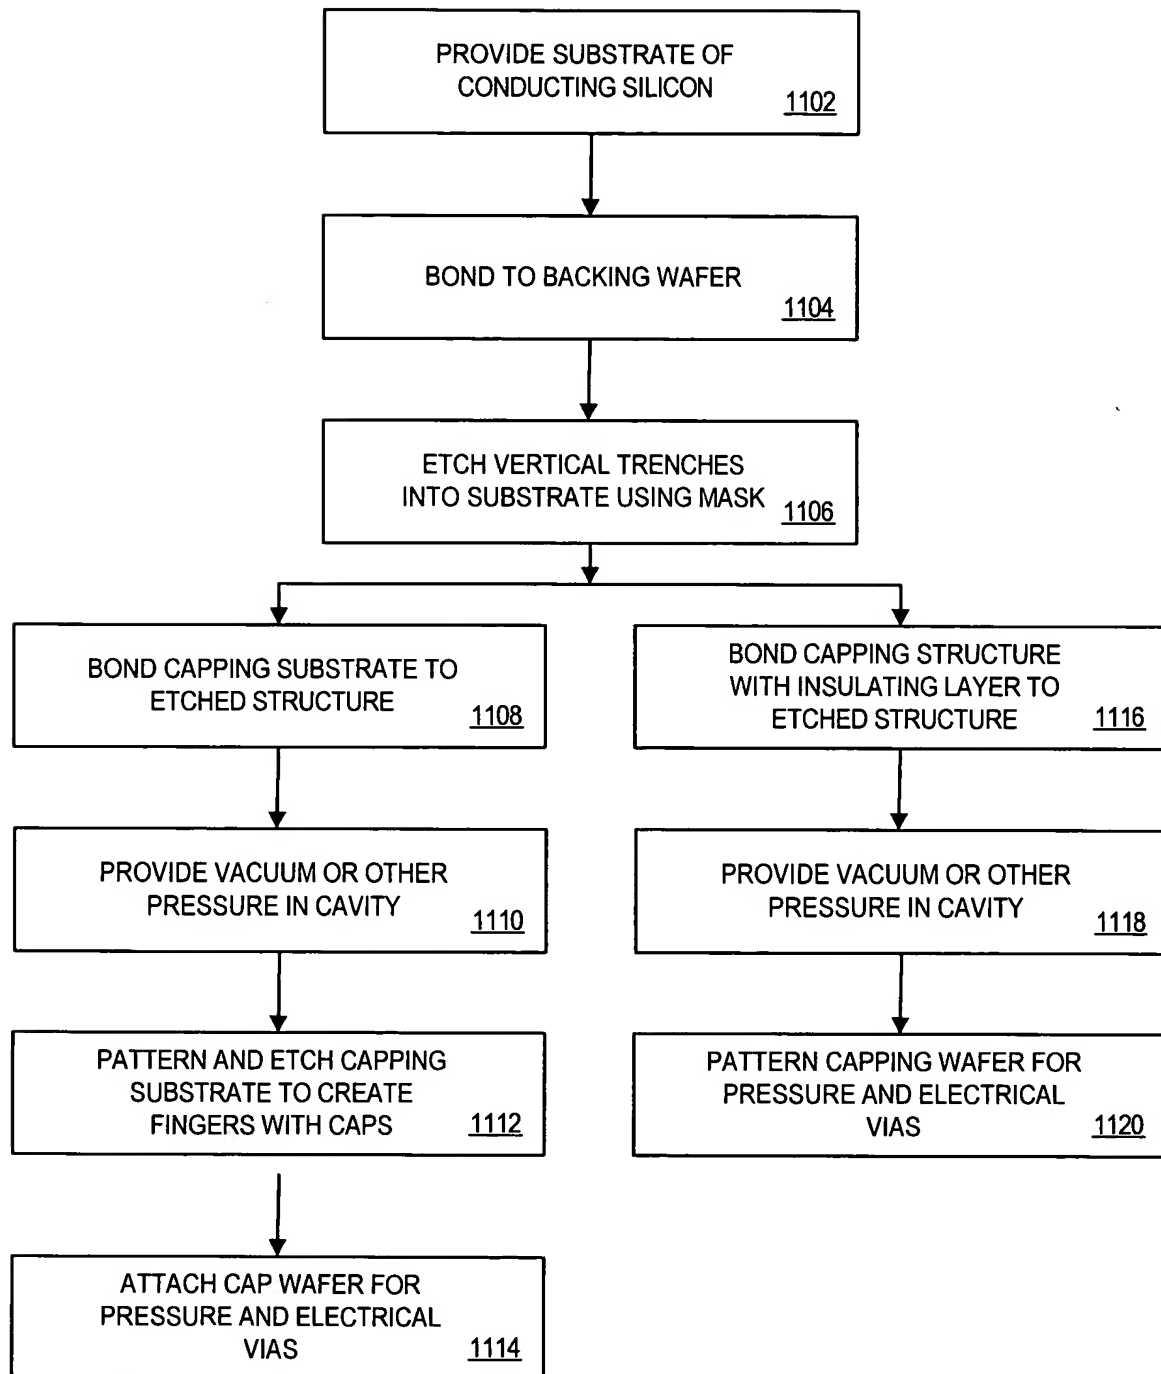 PROVIDE SUBSTRATE OF
CONDUCTING SILICON
1102
BOND TO BACKING WAFER
1104
ETCH VERTICAL TRENCHES
INTO SUBSTRATE USING MASK
1106
BOND CAPPING SUBSTRATE TO
ETCHED STRUCTURE
1108
PROVIDE VACUUM OR OTHER
PRESSURE IN CAVITY
1110
PATTERN AND ETCH CAPPING
SUBSTRATE TO CREATE
FINGERS WITH CAPS
1112
ATTACH CAP WAFER FOR
PRESSURE AND ELECTRICAL
VIAS
1114
BOND CAPPING STRUCTURE
WITH INSULATING LAYER TO
ETCHED STRUCTURE
1116
PROVIDE VACUUM OR OTHER
PRESSURE IN CAVITY
1118
PATTERN CAPPING WAFER FOR
PRESSURE AND ELECTRICAL
VIAS
1120